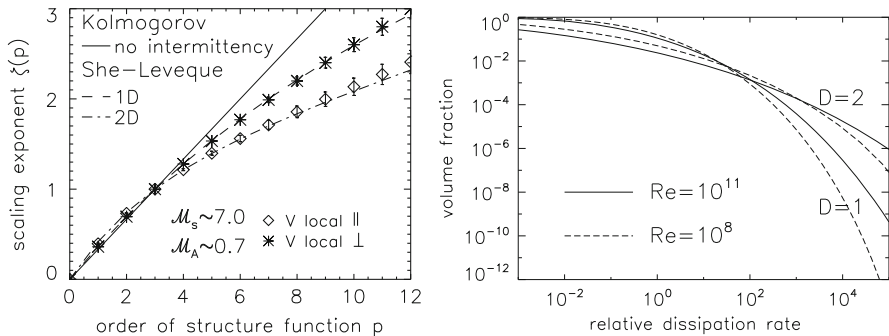 Kolmogorov
no intermittency
She-Leveque
1D
2D
ℳs~7.0
ℳA~0.7
V local ∥
V local ⊥
scaling exponent ζ(p)
3
2
1
0
0 2 4 6 8 10 12
order of structure function p
volume fraction
10^0
10^-2
10^-4
10^-6
10^-8
10^-10
10^-12
D=2
D=1
Re=10^11
Re=10^8
10^-2 10^0 10^2 10^4
relative dissipation rate